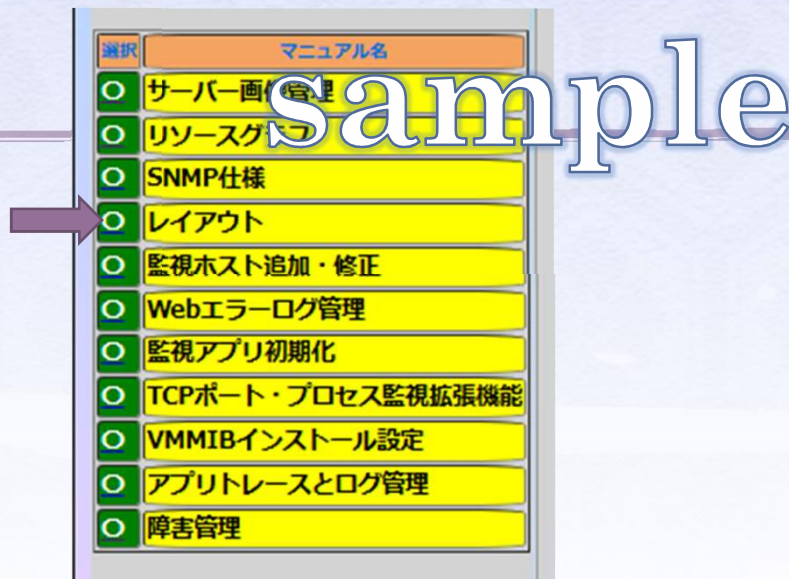 選択 マニュアル名
sample
O サーバー画像管理
O リソースグラフ
O SNMP仕様
O レイアウト
O 監視ホスト追加・修正
O Webエラーログ管理
O 監視アプリ初期化
O TCPポート・プロセス監視拡張機能
O VMMIBインストール設定
O アプリトレースとログ管理
O 障害管理